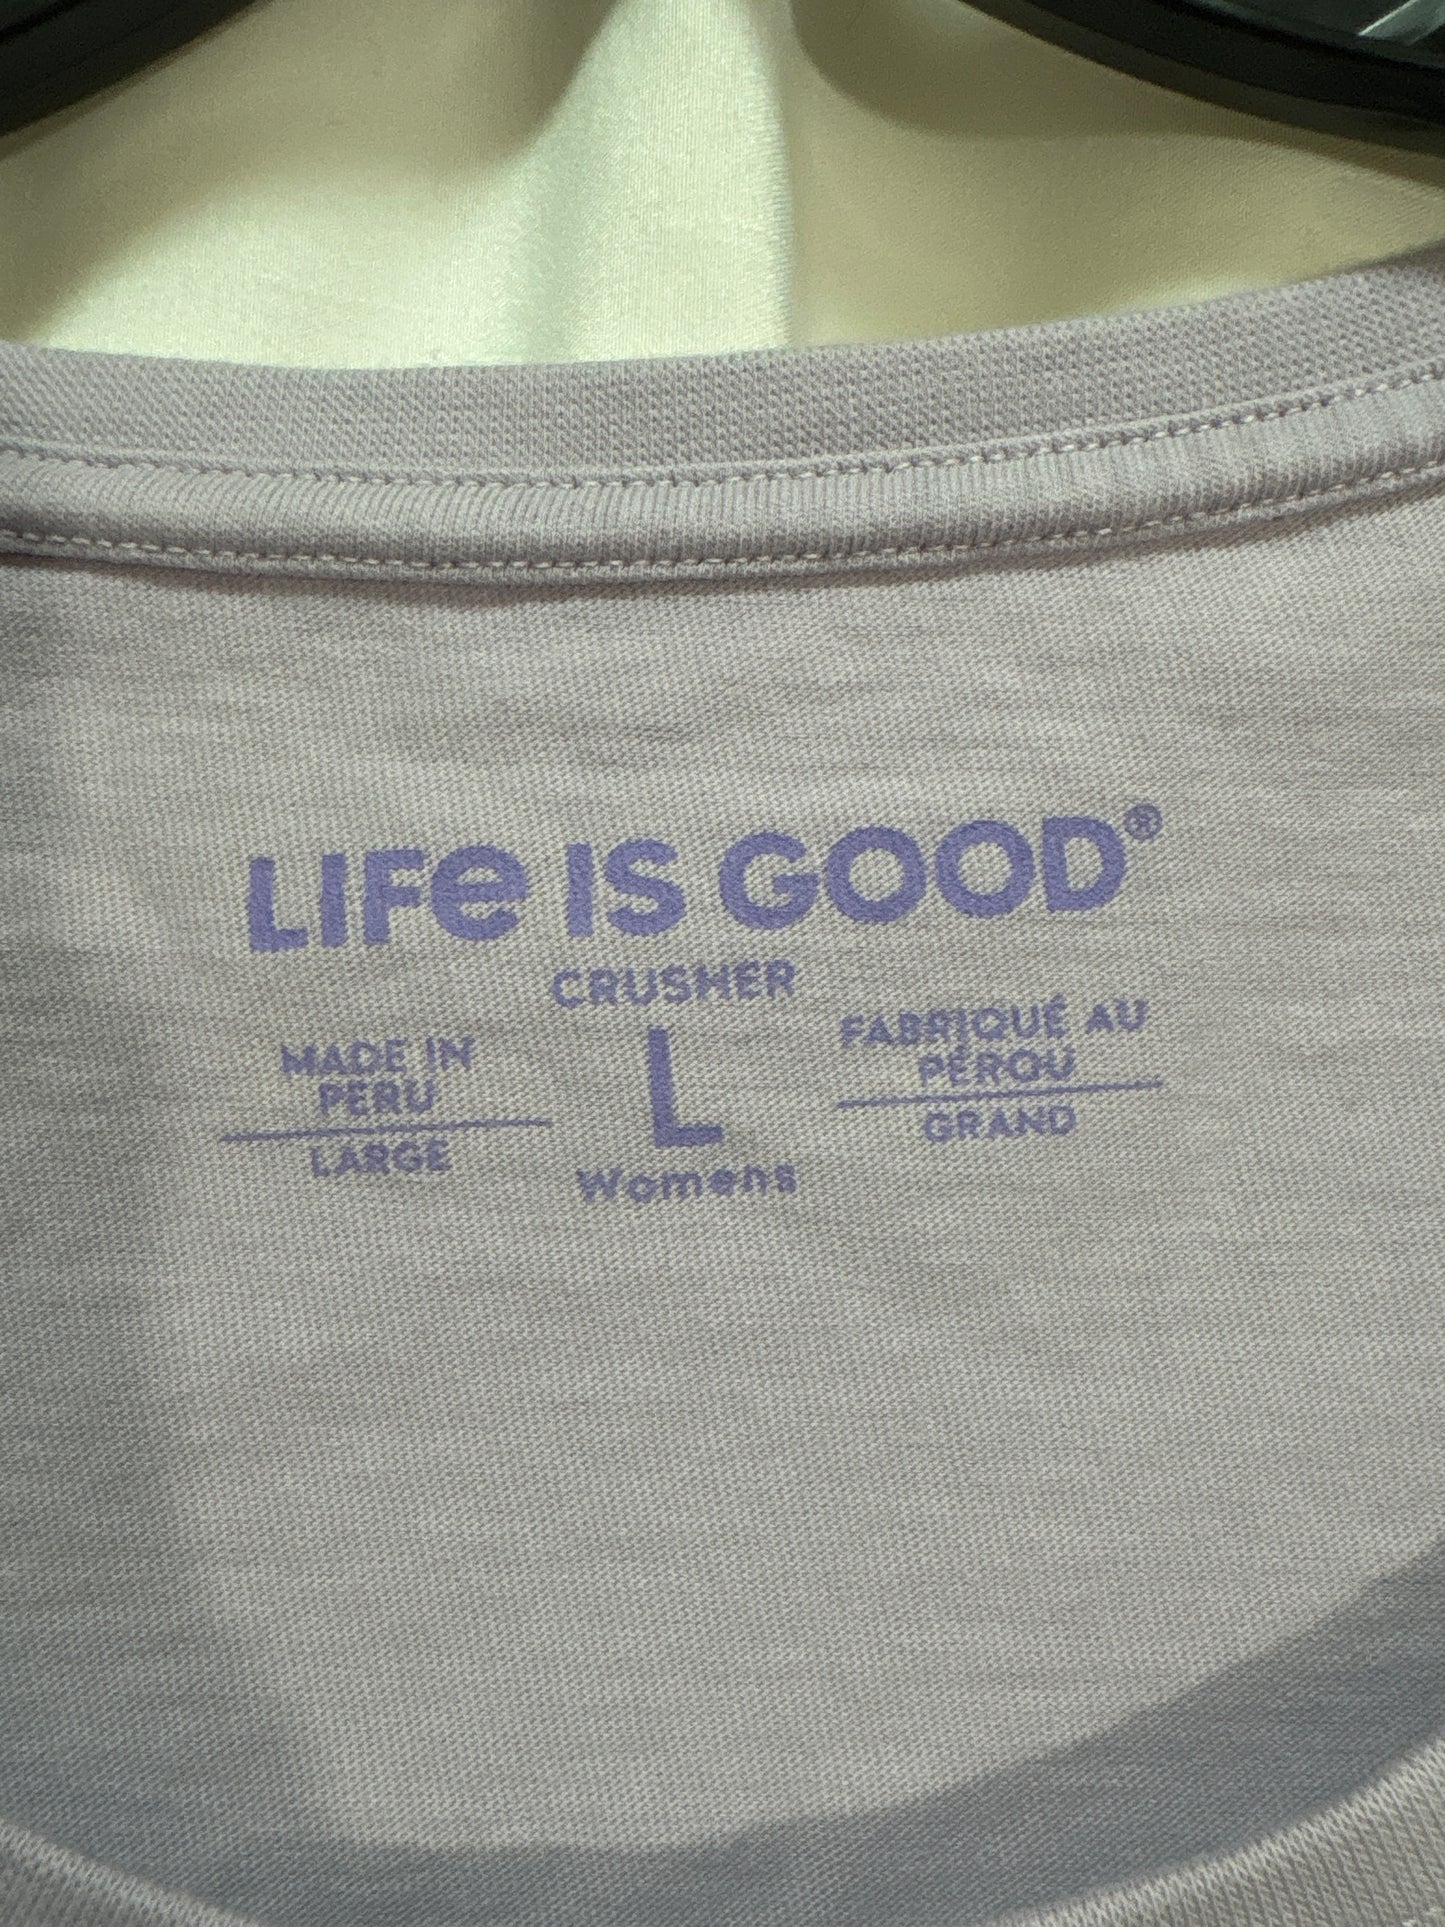 LIFe IS GOOD®
CRUSHER
MADE IN
PERU
LARGE
L
Womens
FABRIQUÉ AU
PÉROU
GRAND